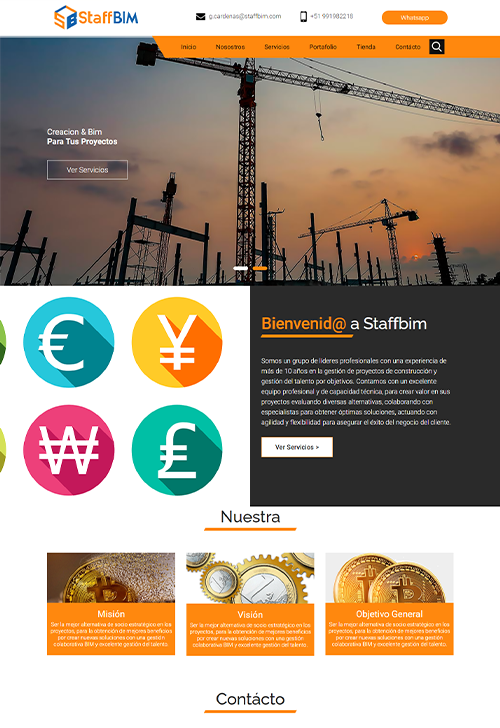 StaffBIM
g.cardenas@staffbim.com
+51 991982218
Whatsapp
Inicio
Nososotros
Servicios
Portafolio
Tienda
Contácto
Creacion & Bim
Para Tus Proyectos
Ver Servicios
Bienvenid@ a Staffbim
Somos un grupo de líderes profesionales con una experiencia de
más de 10 años en la gestión de proyectos de construcción y
gestión del talento por objetivos. Contamos con un excelente
equipo profesional y de capacidad técnica, para crear valor en sus
proyectos evaluando diversas alternativas, colaborando con
especialistas para obtener óptimas soluciones, actuando con
agilidad y flexibilidad para asegurar el éxito del negocio del cliente.
Ver Servicios >
€
¥
₩
£
Nuestra
Misión
Ser la mejor alternativa de socio estratégico en los
proyectos, para la obtención de mejores beneficios
por crear nuevas soluciones con una gestión
colaborativa BIM y excelente gestión del talento.
Visión
Ser la mejor alternativa de socio estratégico en los
proyectos, para la obtención de mejores beneficios
por crear nuevas soluciones con una gestión
colaborativa BIM y excelente gestión del talento.
Objetivo General
Ser la mejor alternativa de socio estratégico en los
proyectos, para la obtención de mejores beneficios
por crear nuevas soluciones con una gestión
colaborativa BIM y excelente gestión del talento.
Contácto